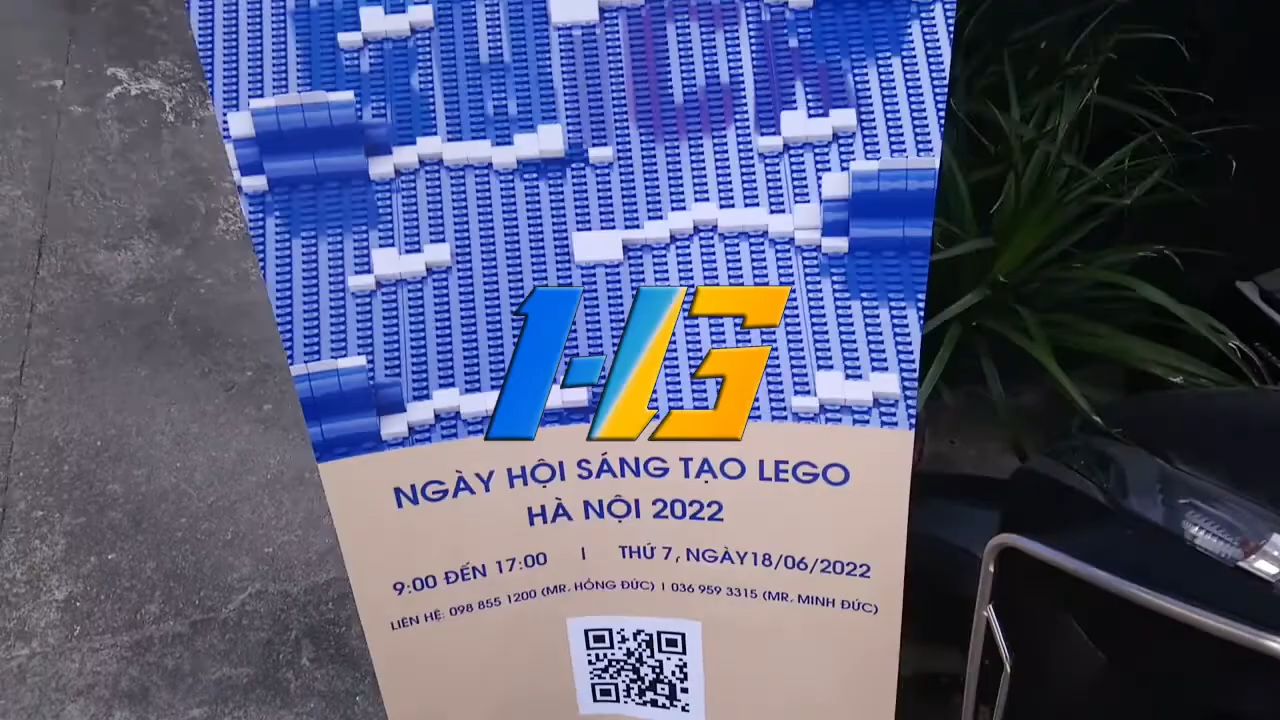 HG
NGÀY HỘI SÁNG TẠO LEGO
HÀ NỘI 2022
9:00 ĐẾN 17:00 | THỨ 7, NGÀY18/06/2022
LIÊN HỆ: 098 855 1200 (MR. HỒNG ĐỨC) | 036 959 3315 (MR. MINH ĐỨC)